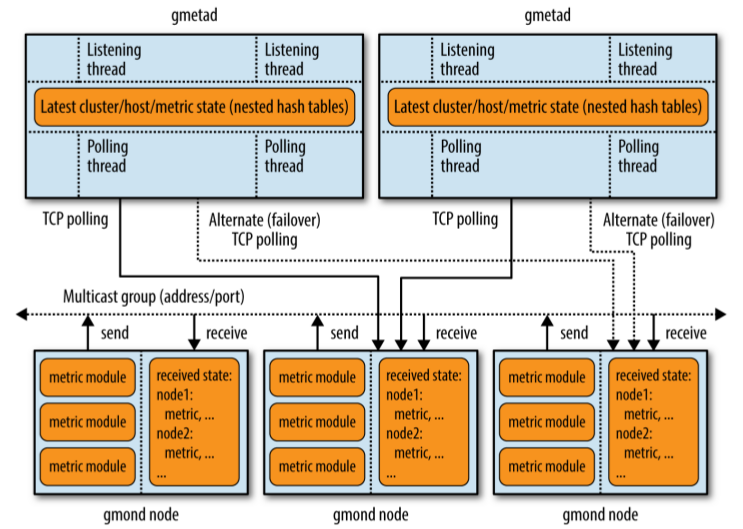 gmetad
gmetad
Listening
thread
Listening
thread
Listening
thread
Listening
thread
Latest cluster/host/metric state (nested hash tables)
Latest cluster/host/metric state (nested hash tables)
Polling
thread
Polling
thread
Polling
thread
Polling
thread
TCP polling
Alternate (failover)
TCP polling
TCP polling
Alternate (failover)
TCP polling
Multicast group (address/port)
send
receive
send
receive
send
receive
metric module
metric module
metric module
received state:
node1:
metric, ...
node2:
metric, ...
...
metric module
metric module
metric module
received state:
node1:
metric, ...
node2:
metric, ...
...
metric module
metric module
metric module
received state:
node1:
metric, ...
node2:
metric, ...
...
gmond node
gmond node
gmond node